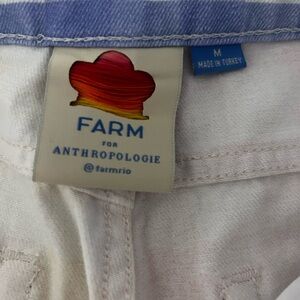 FARM
FOR
ANTHROPOLOGIE
@farmrio
M
MADE IN TURKEY